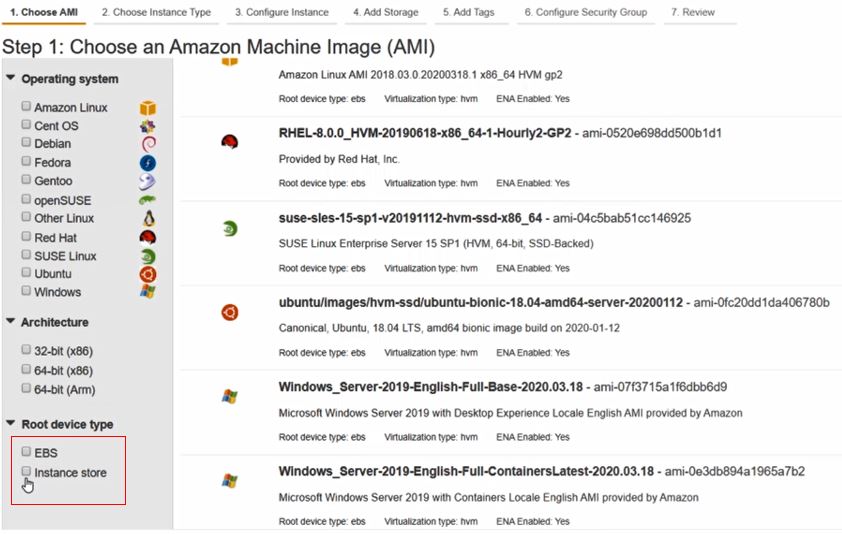 1. Choose AMI 2. Choose Instance Type 3. Configure Instance 4. Add Storage 5. Add Tags 6. Configure Security Group 7. Review
Step 1: Choose an Amazon Machine Image (AMI)
Operating system
Amazon Linux
Cent OS
Debian
Fedora
Gentoo
openSUSE
Other Linux
Red Hat
SUSE Linux
Ubuntu
Windows
Architecture
32-bit (x86)
64-bit (x86)
64-bit (Arm)
Root device type
EBS
Instance store
Amazon Linux AMI 2018.03.0.20200318.1 x86_64 HVM gp2
Root device type: ebs Virtualization type: hvm ENA Enabled: Yes
RHEL-8.0.0_HVM-20190618-x86_64-1-Hourly2-GP2 - ami-0520e698dd500b1d1
Provided by Red Hat, Inc.
Root device type: ebs Virtualization type: hvm ENA Enabled: Yes
suse-sles-15-sp1-v20191112-hvm-ssd-x86_64 - ami-04c5bab51cc146925
SUSE Linux Enterprise Server 15 SP1 (HVM, 64-bit, SSD-Backed)
Root device type: ebs Virtualization type: hvm ENA Enabled: Yes
ubuntu/images/hvm-ssd/ubuntu-bionic-18.04-amd64-server-20200112 - ami-0fc20dd1da406780b
Canonical, Ubuntu, 18.04 LTS, amd64 bionic image build on 2020-01-12
Root device type: ebs Virtualization type: hvm ENA Enabled: Yes
Windows_Server-2019-English-Full-Base-2020.03.18 - ami-07f3715a1f6dbb6d9
Microsoft Windows Server 2019 with Desktop Experience Locale English AMI provided by Amazon
Root device type: ebs Virtualization type: hvm ENA Enabled: Yes
Windows_Server-2019-English-Full-ContainersLatest-2020.03.18 - ami-0e3db894a1965a7b2
Microsoft Windows Server 2019 with Containers Locale English AMI provided by Amazon
Root device type: ebs Virtualization type: hvm ENA Enabled: Yes